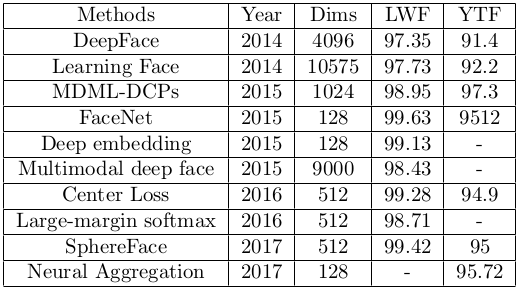 Methods Year Dims LWF YTF
DeepFace 2014 4096 97.35 91.4
Learning Face 2014 10575 97.73 92.2
MDML-DCPs 2015 1024 98.95 97.3
FaceNet 2015 128 99.63 9512
Deep embedding 2015 128 99.13 -
Multimodal deep face 2015 9000 98.43 -
Center Loss 2016 512 99.28 94.9
Large-margin softmax 2016 512 98.71 -
SphereFace 2017 512 99.42 95
Neural Aggregation 2017 128 - 95.72